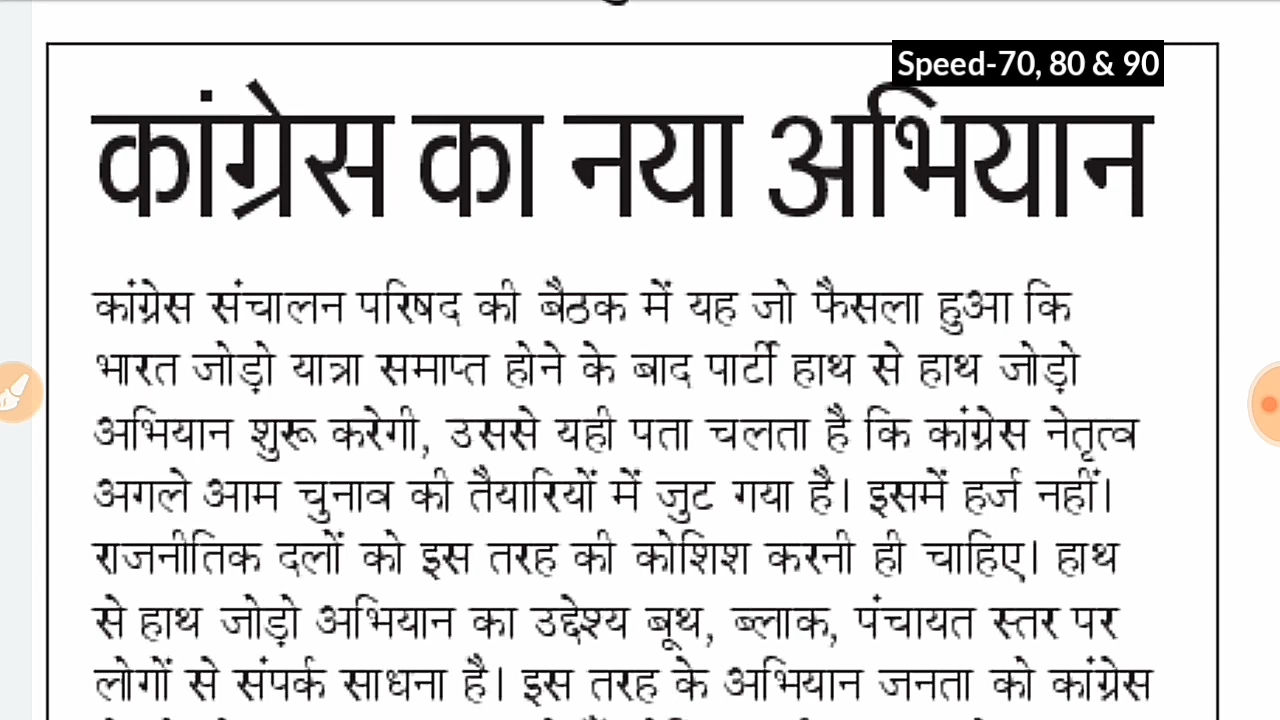 Speed-70, 80 & 90
कांग्रेस का नया अभियान
कांग्रेस संचालन परिषद की बैठक में यह जो फैसला हुआ कि
भारत जोड़ो यात्रा समाप्त होने के बाद पार्टी हाथ से हाथ जोड़ो
अभियान शुरू करेगी, उससे यही पता चलता है कि कांग्रेस नेतृत्व
अगले आम चुनाव की तैयारियों में जुट गया है। इसमें हर्ज नहीं।
राजनीतिक दलों को इस तरह की कोशिश करनी ही चाहिए। हाथ
से हाथ जोड़ो अभियान का उद्देश्य बूथ, ब्लाक, पंचायत स्तर पर
लोगों से संपर्क साधना है। इस तरह के अभियान जनता को कांग्रेस